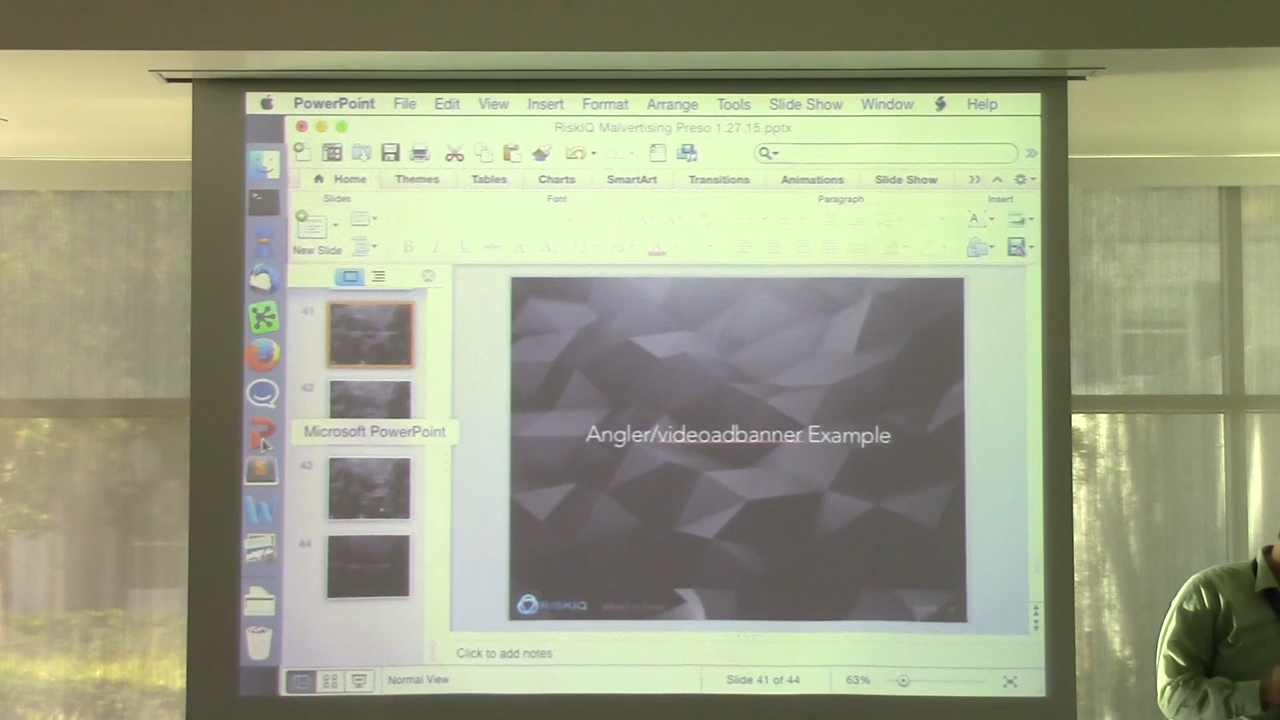 PowerPoint File Edit View Insert Format Arrange Tools Slide Show Window Help
RiskIQ Malvertising Preso 1.27.15.pptx
Home Themes Tables Charts SmartArt Transitions Animations Slide Show
Slides Font Paragraph Insert
New Slide
41
42
Microsoft PowerPoint
43
44
Angler/videoadbanner Example
RISKIQ
Click to add notes
Normal View Slide 41 of 44 63%